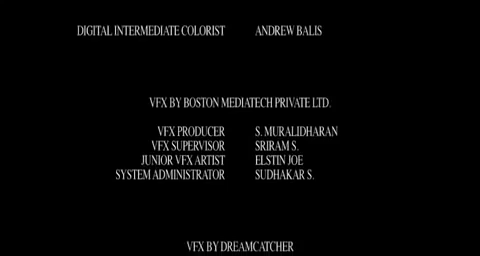 DIGITAL INTERMEDIATE COLORIST ANDREW BALIS
VFX BY BOSTON MEDIATECH PRIVATE LTD.
VFX PRODUCER S. MURALIDHARAN
VFX SUPERVISOR SRIRAM S.
JUNIOR VFX ARTIST ELSTIN JOE
SYSTEM ADMINISTRATOR SUDHAKAR S.
VFX BY DREAMCATCHER